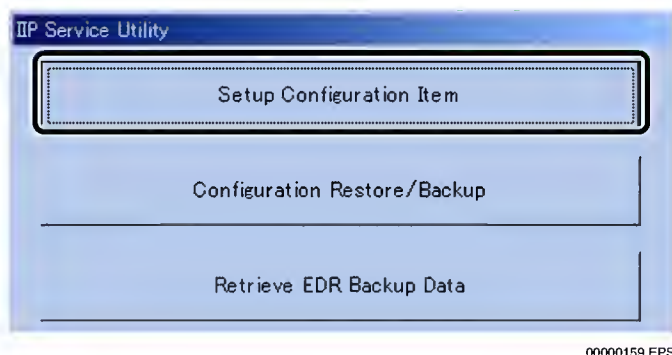 IIP Service Utility
Setup Configuration Item
Configuration Restore/Backup
Retrieve EDR Backup Data
00000159.EPS